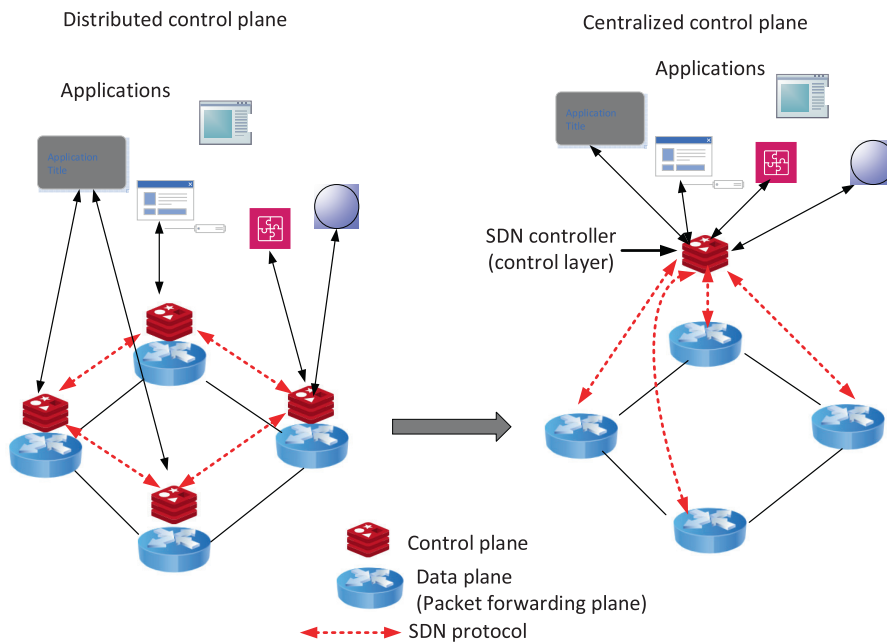 Distributed control plane
Centralized control plane
Applications
Applications
Application
Title
Application
Title
SDN controller
(control layer)
Control plane
Data plane
(Packet forwarding plane)
SDN protocol